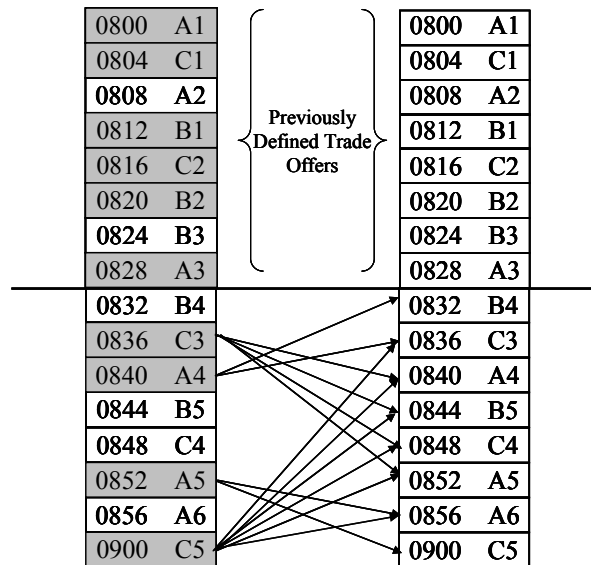 0800 A1
0804 C1
0808 A2
0812 B1
0816 C2
0820 B2
0824 B3
0828 A3
0832 B4
0836 C3
0840 A4
0844 B5
0848 C4
0852 A5
0856 A6
0900 C5
Previously
Defined Trade
Offers
0800 A1
0804 C1
0808 A2
0812 B1
0816 C2
0820 B2
0824 B3
0828 A3
0832 B4
0836 C3
0840 A4
0844 B5
0848 C4
0852 A5
0856 A6
0900 C5